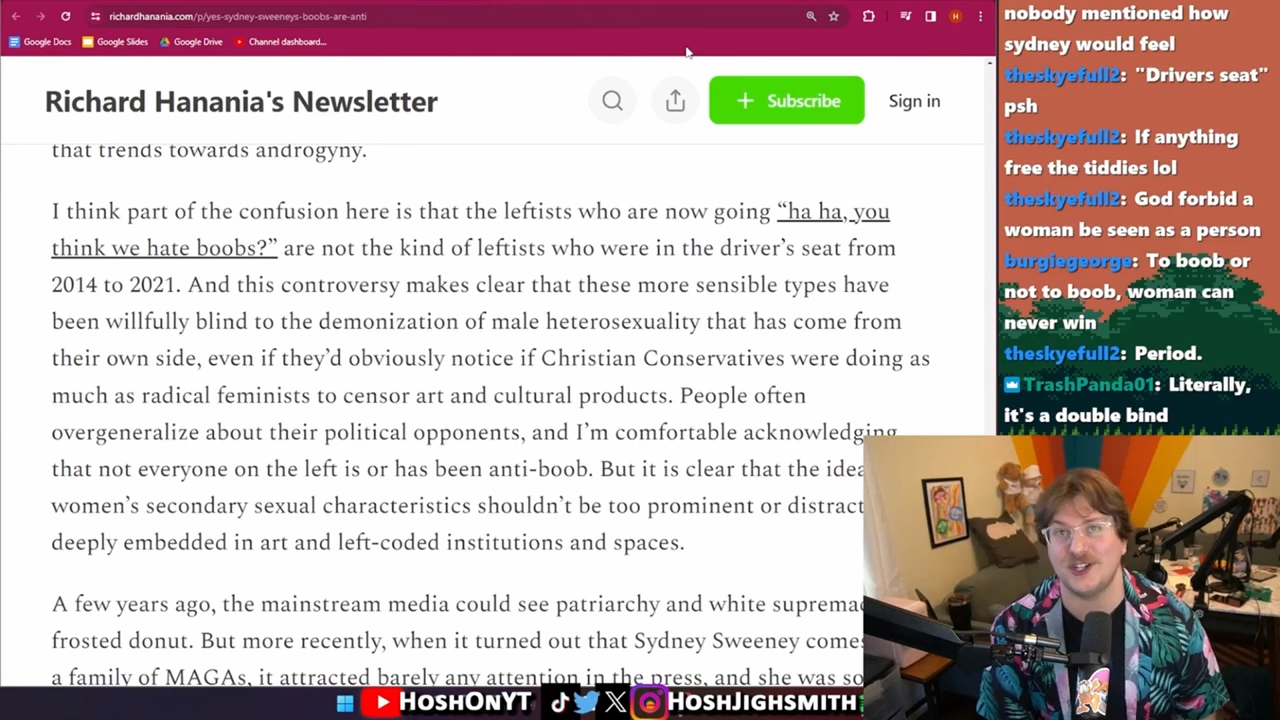 richardhanania.com/p/yes-sydney-sweeneys-boobs-are-anti
Google Docs
Google Slides
Google Drive
Channel dashboard...
H
Richard Hanania's Newsletter
+ Subscribe
Sign in
that trends towards androgyny.
I think part of the confusion here is that the leftists who are now going “ha ha, you
think we hate boobs?” are not the kind of leftists who were in the driver’s seat from
2014 to 2021. And this controversy makes clear that these more sensible types have
been willfully blind to the demonization of male heterosexuality that has come from
their own side, even if they’d obviously notice if Christian Conservatives were doing as
much as radical feminists to censor art and cultural products. People often
overgeneralize about their political opponents, and I’m comfortable acknowledging
that not everyone on the left is or has been anti-boob. But it is clear that the idea
women’s secondary sexual characteristics shouldn’t be too prominent or distract
deeply embedded in art and left-coded institutions and spaces.
A few years ago, the mainstream media could see patriarchy and white suprema
frosted donut. But more recently, when it turned out that Sydney Sweeney comes
a family of MAGAs, it attracted barely any attention in the press, and she was so
nobody mentioned how
sydney would feel
theskyefull2: "Drivers seat"
psh
theskyefull2: If anything
free the tiddies lol
theskyefull2: God forbid a
woman be seen as a person
burgiegeorge: To boob or
not to boob, woman can
never win
theskyefull2: Period.
TrashPanda01: Literally,
it's a double bind
HoshOnYT
HoshJighsmith